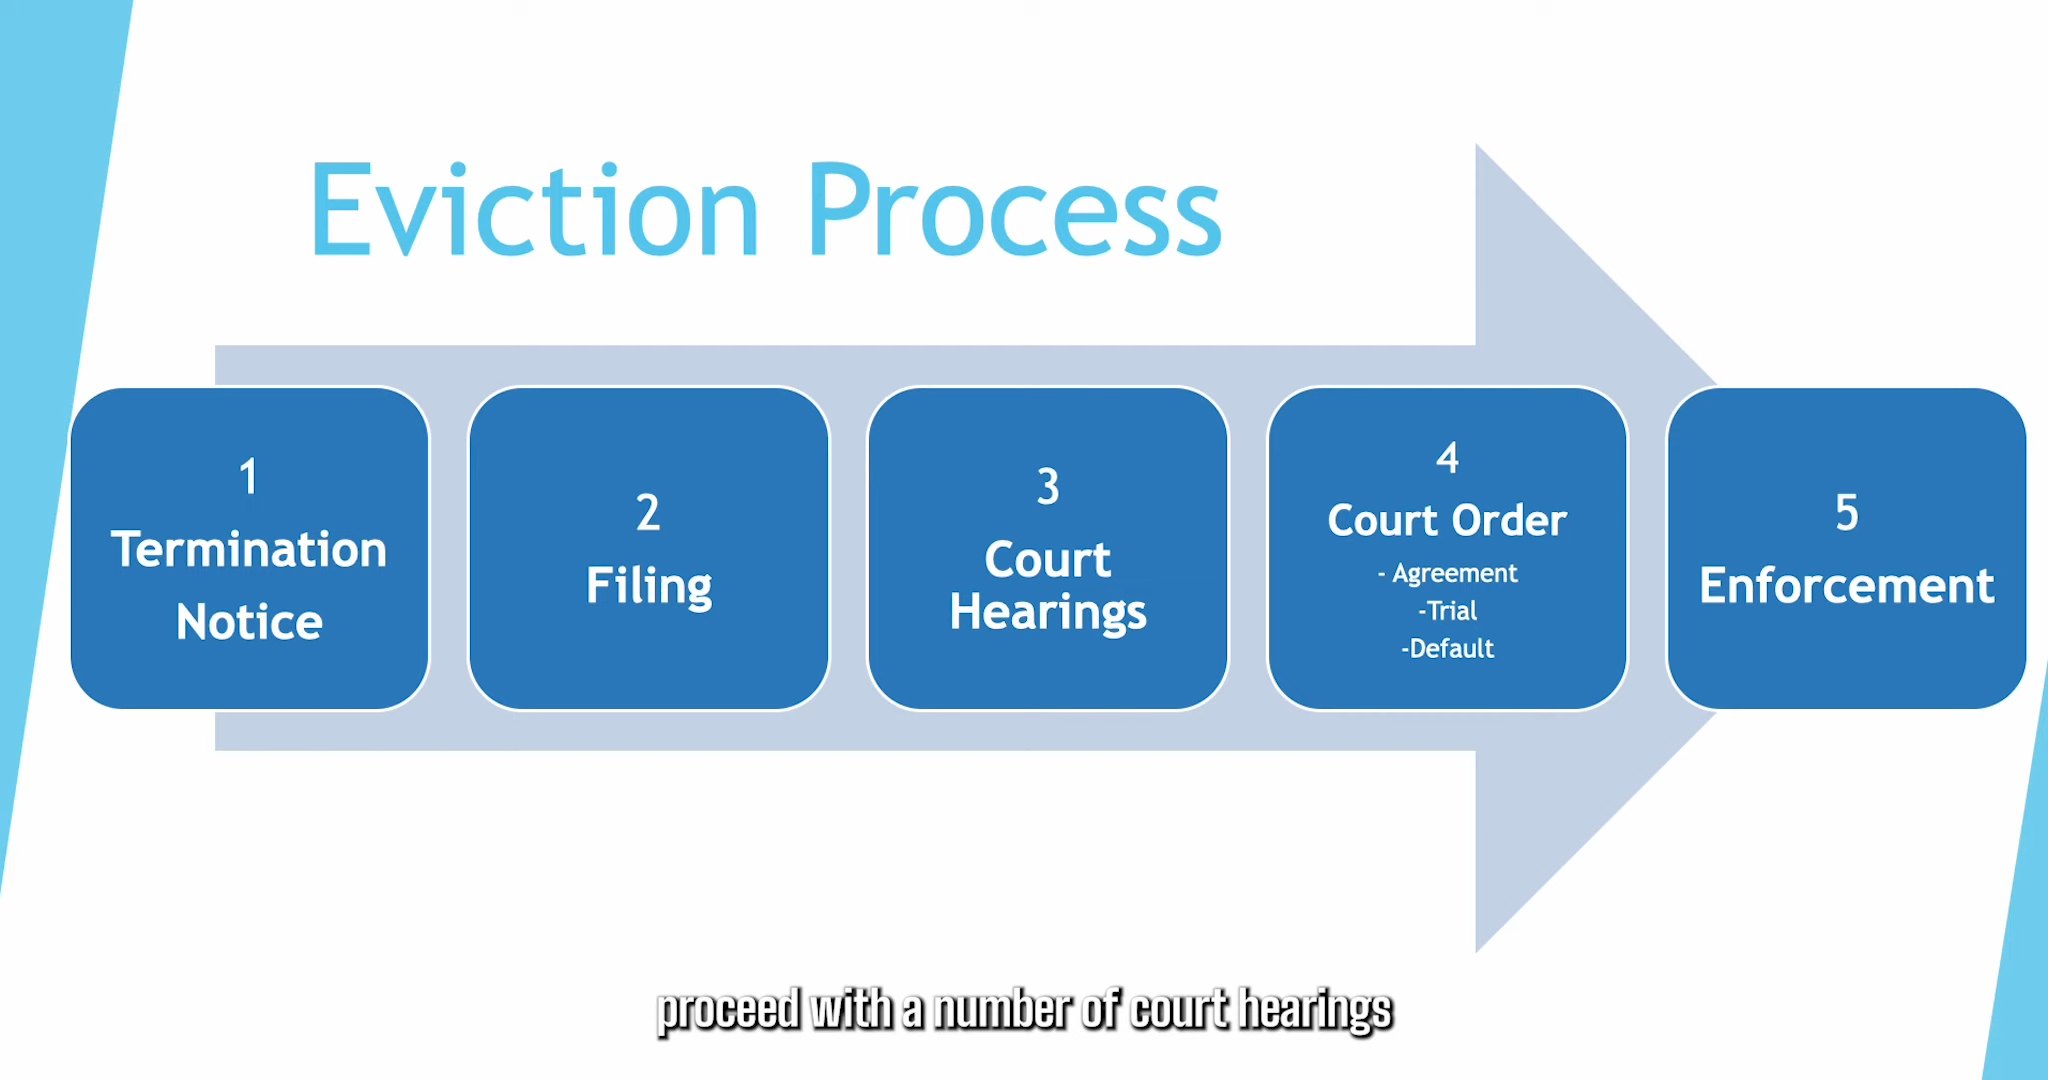 Eviction Process
1
Termination
Notice
2
Filing
3
Court
Hearings
4
Court Order
- Agreement
-Trial
-Default
5
Enforcement
proceed with a number of court hearings